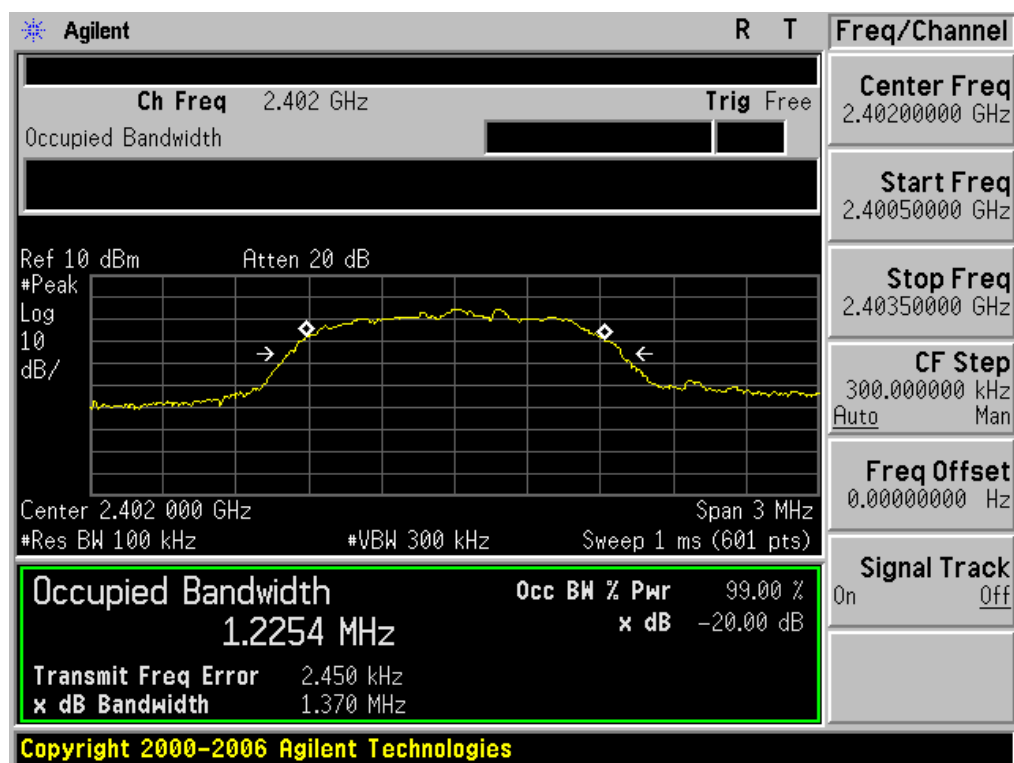 Agilent R T Freq/Channel
Ch Freq 2.402 GHz Trig Free
Occupied Bandwidth
Center Freq
2.40200000 GHz
Start Freq
2.40050000 GHz
Stop Freq
2.40350000 GHz
CF Step
300.000000 kHz
Auto Man
Freq Offset
0.00000000 Hz
Signal Track
On Off
Ref 10 dBm Atten 20 dB
#Peak
Log
10
dB/
Center 2.402 000 GHz Span 3 MHz
#Res BW 100 kHz #VBW 300 kHz Sweep 1 ms (601 pts)
Occupied Bandwidth Occ BW % Pwr 99.00 %
1.2254 MHz x dB -20.00 dB
Transmit Freq Error 2.450 kHz
x dB Bandwidth 1.370 MHz
Copyright 2000-2006 Agilent Technologies